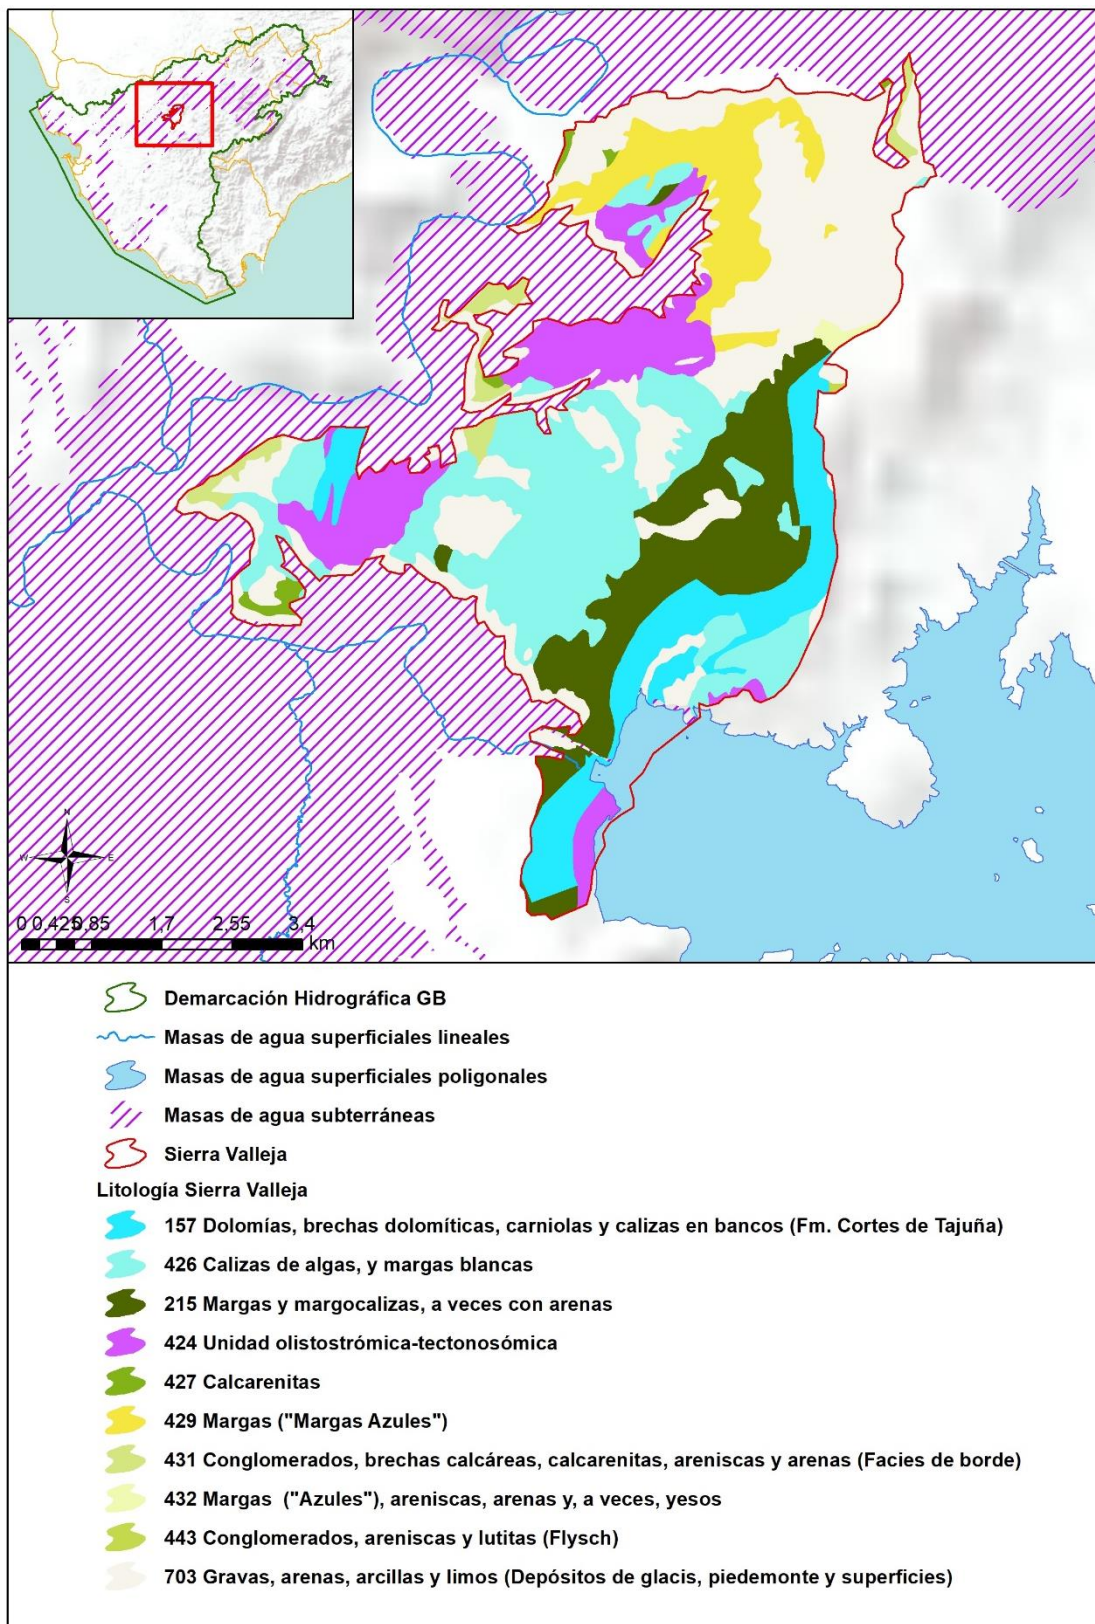 N
W
E
S
0 0,425 0,85 1,7 2,55 3,4
km
Demarcación Hidrográfica GB
Masas de agua superficiales lineales
Masas de agua superficiales poligonales
Masas de agua subterráneas
Sierra Valleja
Litología Sierra Valleja
157 Dolomías, brechas dolomíticas, carniolas y calizas en bancos (Fm. Cortes de Tajuña)
426 Calizas de algas, y margas blancas
215 Margas y margocalizas, a veces con arenas
424 Unidad olistostrómica-tectonosómica
427 Calcarenitas
429 Margas ("Margas Azules")
431 Conglomerados, brechas calcáreas, calcarenitas, areniscas y arenas (Facies de borde)
432 Margas ("Azules"), areniscas, arenas y, a veces, yesos
443 Conglomerados, areniscas y lutitas (Flysch)
703 Gravas, arenas, arcillas y limos (Depósitos de glacis, piedemonte y superficies)